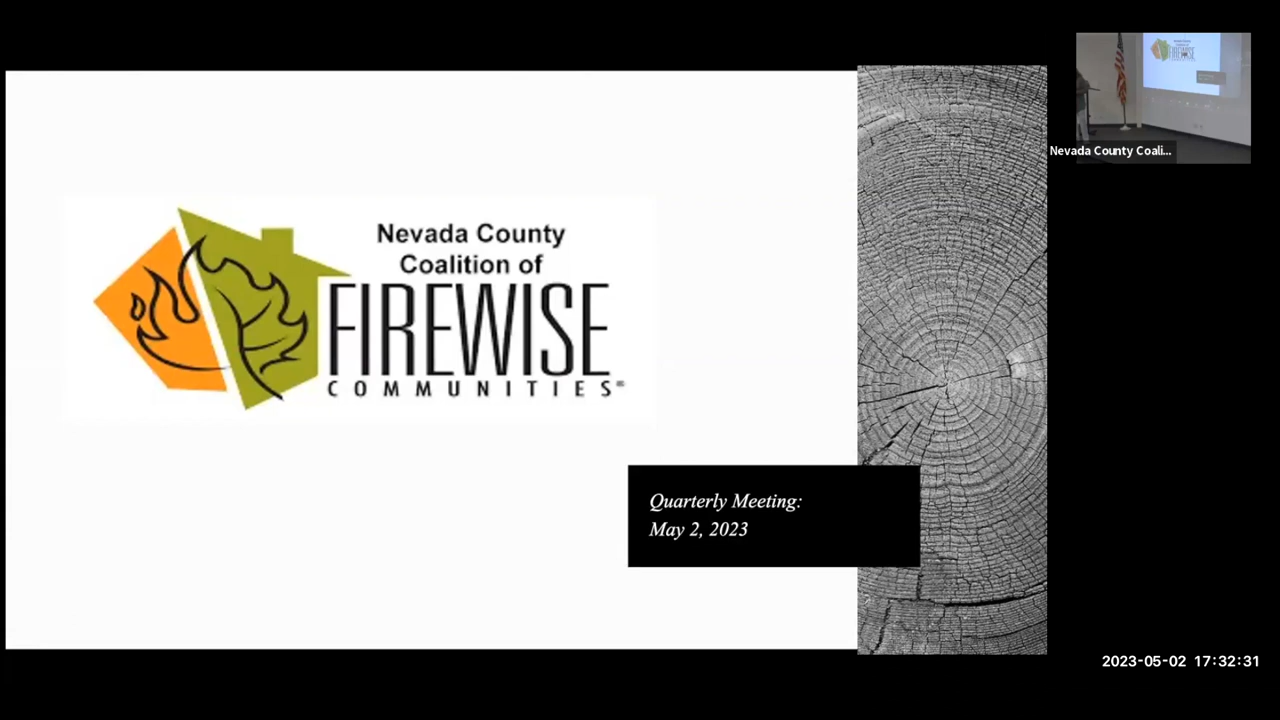 Nevada County
Coalition of
FIREWISE
COMMUNITIES®
Quarterly Meeting:
May 2, 2023
Nevada County Coali...
2023-05-02 17:32:31